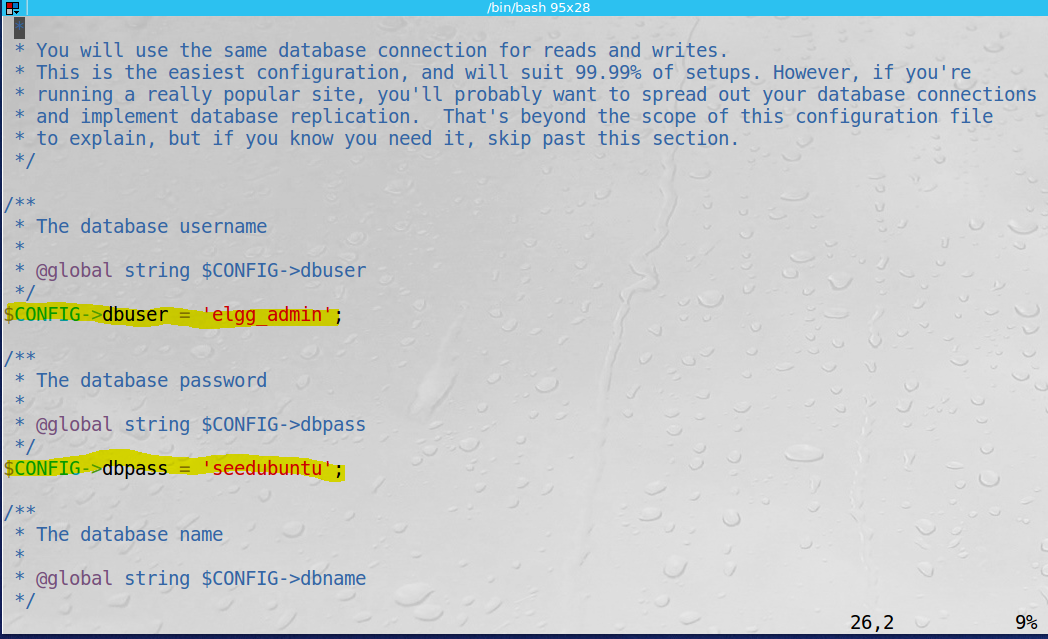 /bin/bash 95x28
*
* You will use the same database connection for reads and writes.
* This is the easiest configuration, and will suit 99.99% of setups. However, if you're
* running a really popular site, you'll probably want to spread out your database connections
* and implement database replication.  That's beyond the scope of this configuration file
* to explain, but if you know you need it, skip past this section.
*/
/**
* The database username
*
* @global string $CONFIG->dbuser
*/
$CONFIG->dbuser = 'elgg_admin';
/**
* The database password
*
* @global string $CONFIG->dbpass
*/
$CONFIG->dbpass = 'seedubuntu';
/**
* The database name
*
* @global string $CONFIG->dbname
*/
26,2 9%